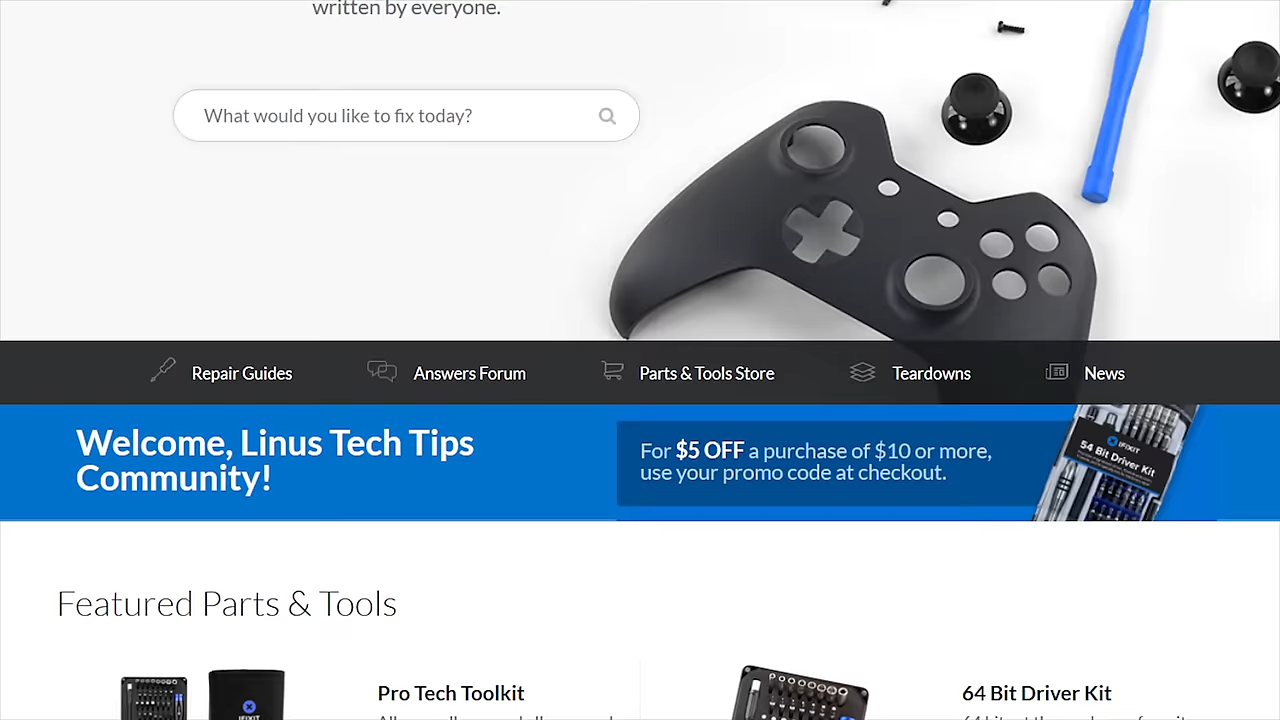 written by everyone.
What would you like to fix today?
Repair Guides
Answers Forum
Parts & Tools Store
Teardowns
News
Welcome, Linus Tech Tips
Community!
For $5 OFF a purchase of $10 or more,
use your promo code at checkout.
IFIXIT
54 Bit Driver Kit
Featured Parts & Tools
Pro Tech Toolkit
IFIXIT
64 Bit Driver Kit